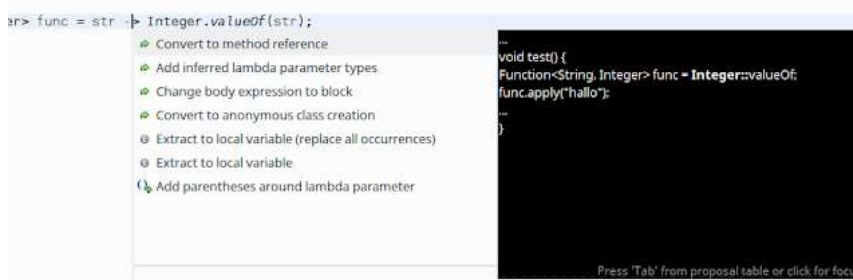 er> func = str -> Integer.valueOf(str);
Convert to method reference
Add inferred lambda parameter types
Change body expression to block
Convert to anonymous class creation
Extract to local variable (replace all occurrences)
Extract to local variable
Add parentheses around lambda parameter
...
void test() {
Function<String, Integer> func = Integer::valueOf;
func.apply("hallo");
...
}
Press 'Tab' from proposal table or click for focu